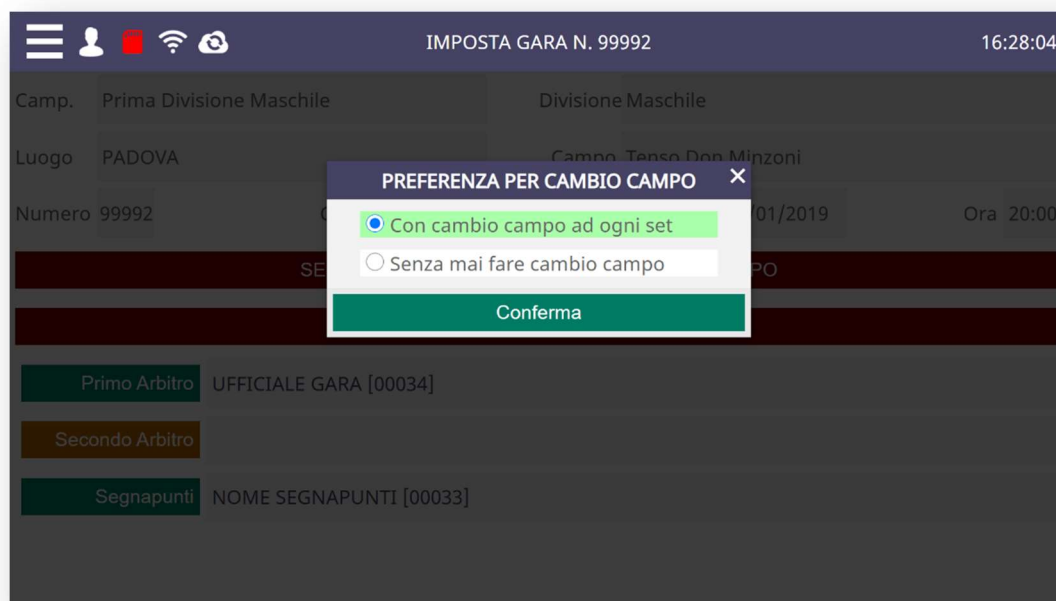 IMPOSTA GARA N. 99992 16:28:04
Camp. Prima Divisione Maschile Divisione Maschile
Luogo PADOVA Campo Tenso Don Minzoni
PREFERENZA PER CAMBIO CAMPO
Numero 99992 /01/2019 Ora 20:00
Con cambio campo ad ogni set
Senza mai fare cambio campo
Conferma
Primo Arbitro UFFICIALE GARA [00034]
Secondo Arbitro
Segnapunti NOME SEGNAPUNTI [00033]